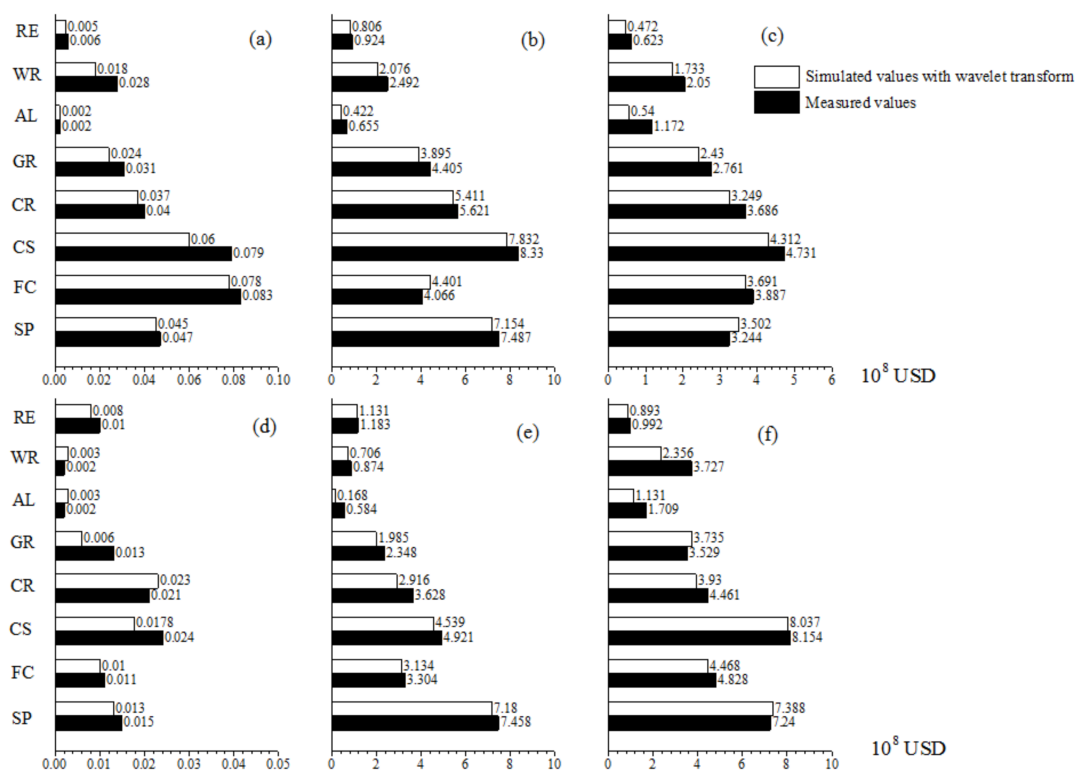 RE 0.005 0.006 (a) 0.806 0.924 (b) 0.472 0.623 (c)
WR 0.018 0.028 2.076 2.492 1.733 2.05
Simulated values with wavelet transform
Measured values
AL 0.002 0.002 0.422 0.655 0.54 1.172
GR 0.024 0.031 3.895 4.405 2.43 2.761
CR 0.037 0.04 5.411 5.621 3.249 3.686
CS 0.06 0.079 7.832 8.33 4.312 4.731
FC 0.078 0.083 4.401 4.066 3.691 3.887
SP 0.045 0.047 7.154 7.487 3.502 3.244
0.00 0.02 0.04 0.06 0.08 0.10 0 2 4 6 8 10 0 1 2 3 4 5 6 10⁸ USD
RE 0.008 0.01 (d) 1.131 1.183 (e) 0.893 0.992 (f)
WR 0.003 0.002 0.706 0.874 2.356 3.727
AL 0.003 0.002 0.168 0.584 1.131 1.709
GR 0.006 0.013 1.985 2.348 3.735 3.529
CR 0.023 0.021 2.916 3.628 3.93 4.461
CS 0.0178 0.024 4.539 4.921 8.037 8.154
FC 0.01 0.011 3.134 3.304 4.468 4.828
SP 0.013 0.015 7.18 7.458 7.388 7.24
0.00 0.01 0.02 0.03 0.04 0.05 0 2 4 6 8 10 0 2 4 6 8 10 10⁸ USD